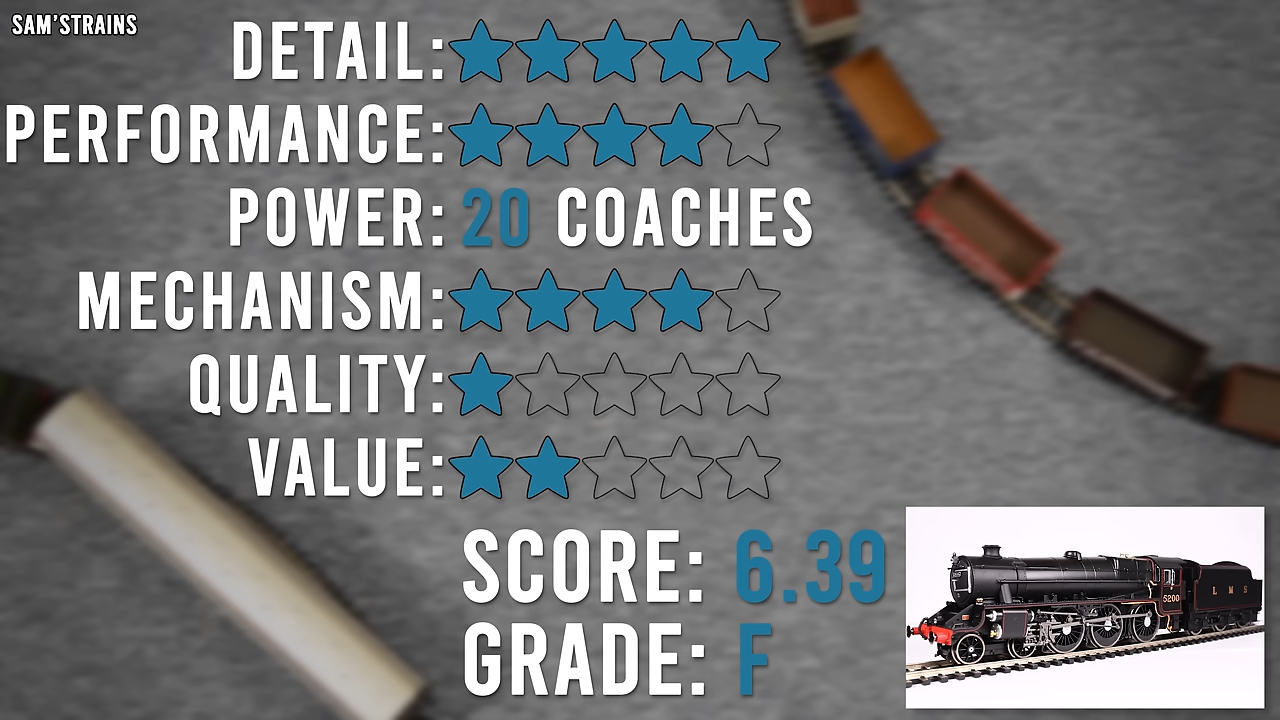 SAM'STRAINS
DETAIL:
PERFORMANCE:
POWER: 20 COACHES
MECHANISM:
QUALITY:
VALUE:
SCORE: 6.39
GRADE: F
5200
L M S